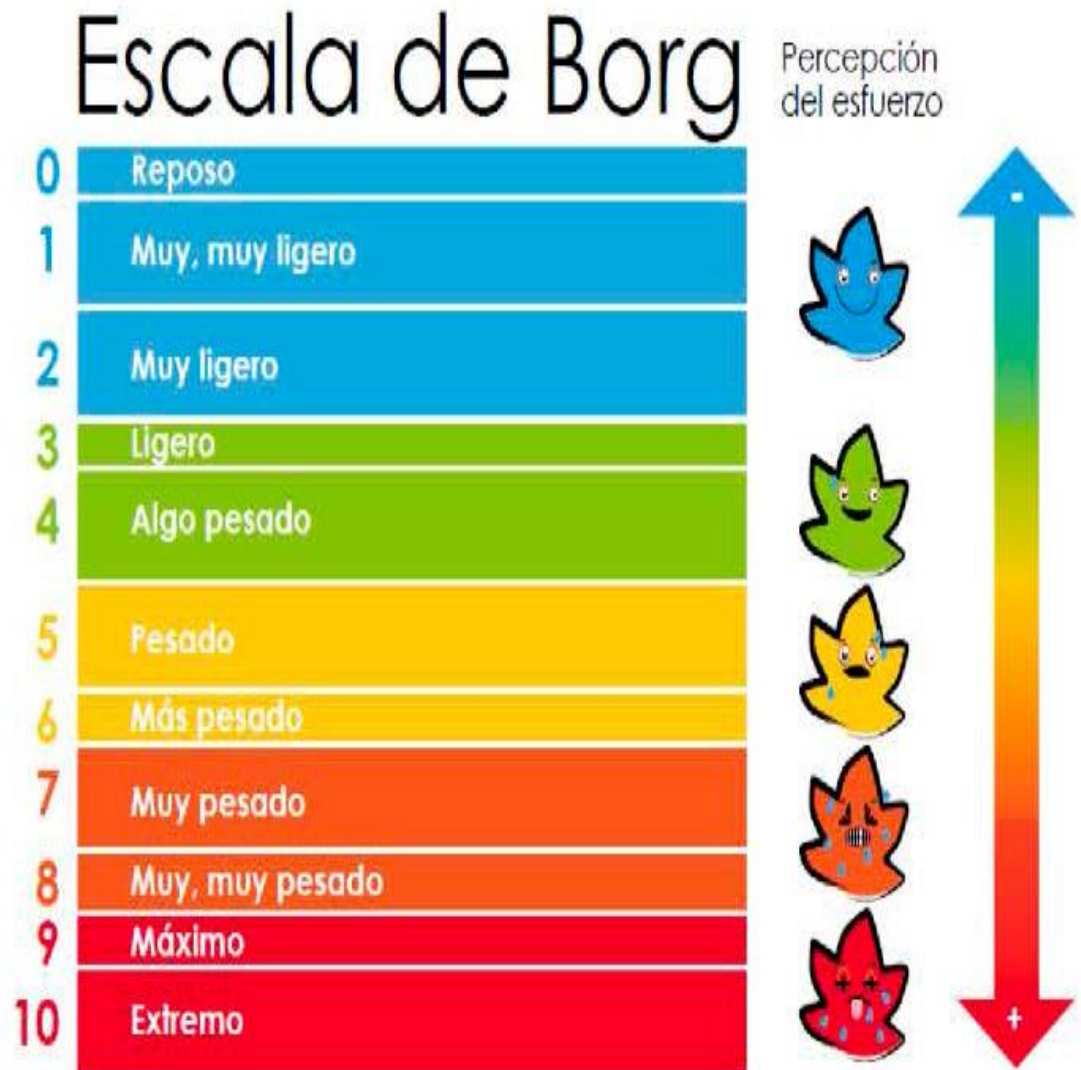 Escala de Borg
Percepción
del esfuerzo
0 Reposo
1 Muy, muy ligero
2 Muy ligero
3 Ligero
4 Algo pesado
5 Pesado
6 Más pesado
7 Muy pesado
8 Muy, muy pesado
9 Máximo
10 Extremo
-
+